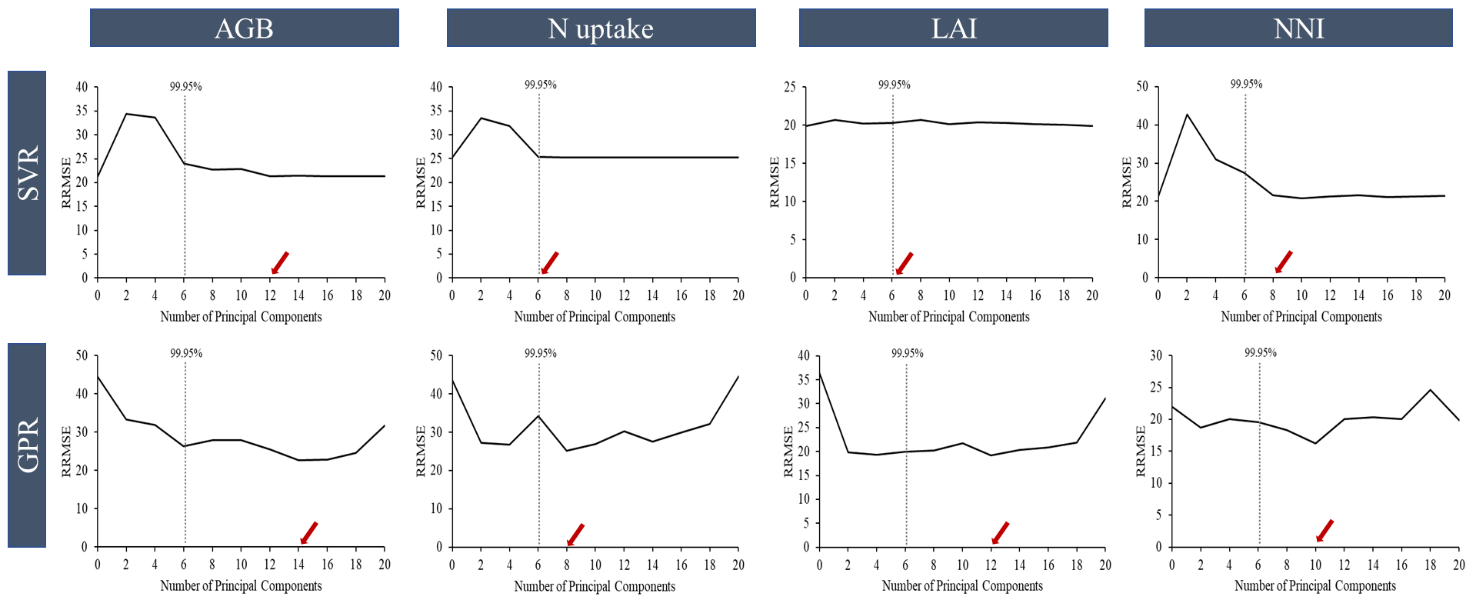 AGB N uptake LAI NNI
SVR
99.95% 99.95% 99.95% 99.95%
RRMSE RRMSE RRMSE RRMSE
40 35 30 25 20 15 10 5 0
0 2 4 6 8 10 12 14 16 18 20
Number of Principal Components
40 35 30 25 20 15 10 5 0
0 2 4 6 8 10 12 14 16 18 20
Number of Principal Components
25 20 15 10 5 0
0 2 4 6 8 10 12 14 16 18 20
Number of Principal Components
50 40 30 20 10 0
0 2 4 6 8 10 12 14 16 18 20
Number of Principal Components
GPR
99.95% 99.95% 99.95% 99.95%
RRMSE RRMSE RRMSE RRMSE
50 40 30 20 10 0
0 2 4 6 8 10 12 14 16 18 20
Number of Principal Components
50 40 30 20 10 0
0 2 4 6 8 10 12 14 16 18 20
Number of Principal Components
40 35 30 25 20 15 10 5 0
0 2 4 6 8 10 12 14 16 18 20
Number of Principal Components
30 25 20 15 10 5 0
0 2 4 6 8 10 12 14 16 18 20
Number of Principal Components